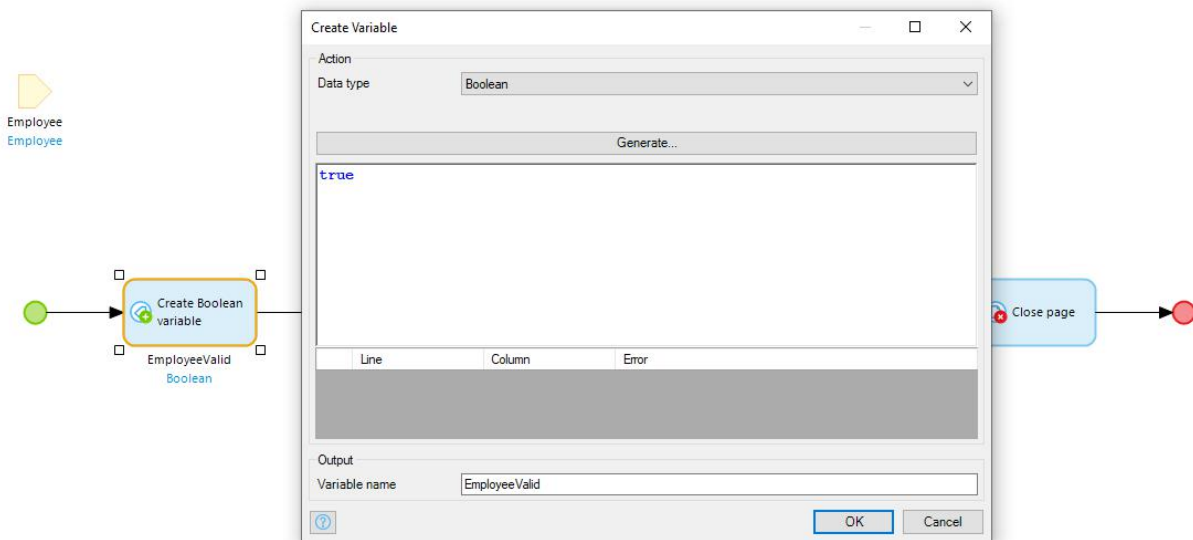 Create Variable
Action
Data type
Boolean
Generate...
true
Line Column Error
Output
Variable name
EmployeeValid
OK
Cancel
Employee
Employee
Create Boolean
variable
EmployeeValid
Boolean
Close page